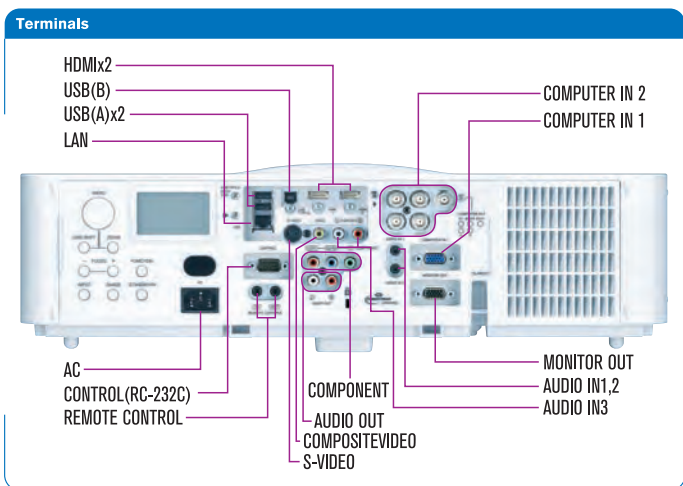 Terminals
HDMIx2
USB(B)
USB(A)x2
LAN
COMPUTER IN 2
COMPUTER IN 1
AC
CONTROL(RC-232C)
REMOTE CONTROL
COMPONENT
AUDIO OUT
COMPOSITEVIDEO
S-VIDEO
MONITOR OUT
AUDIO IN1,2
AUDIO IN3